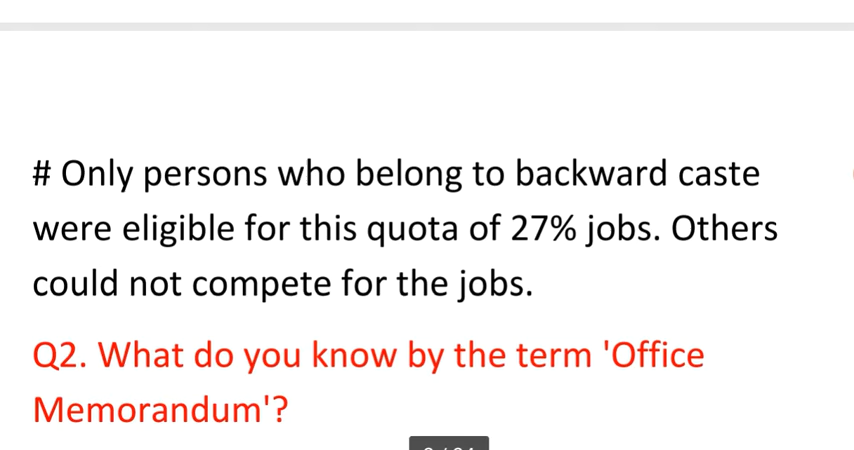 # Only persons who belong to backward caste
were eligible for this quota of 27% jobs. Others
could not compete for the jobs.
Q2. What do you know by the term 'Office
Memorandum'?